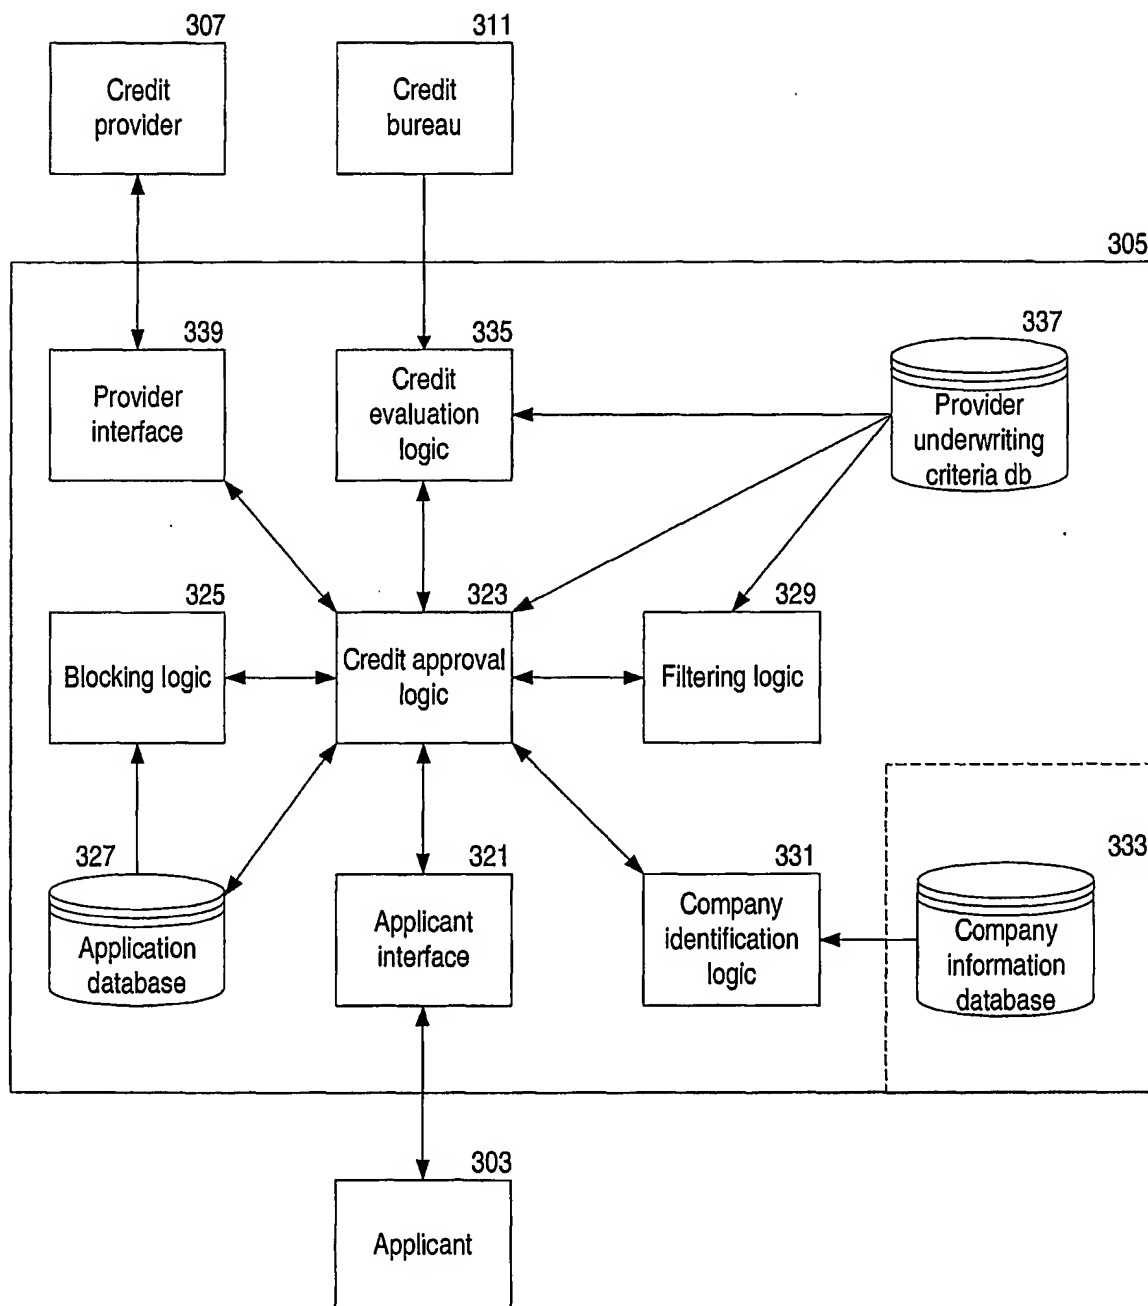 307
311
Credit
provider
Credit
bureau
305
339
335
337
Provider
interface
Credit
evaluation
logic
Provider
underwriting
criteria db
325
323
329
Blocking logic
Credit approval
logic
Filtering logic
327
321
331
333
Application
database
Applicant
interface
Company
identification
logic
Company
information
database
303
Applicant